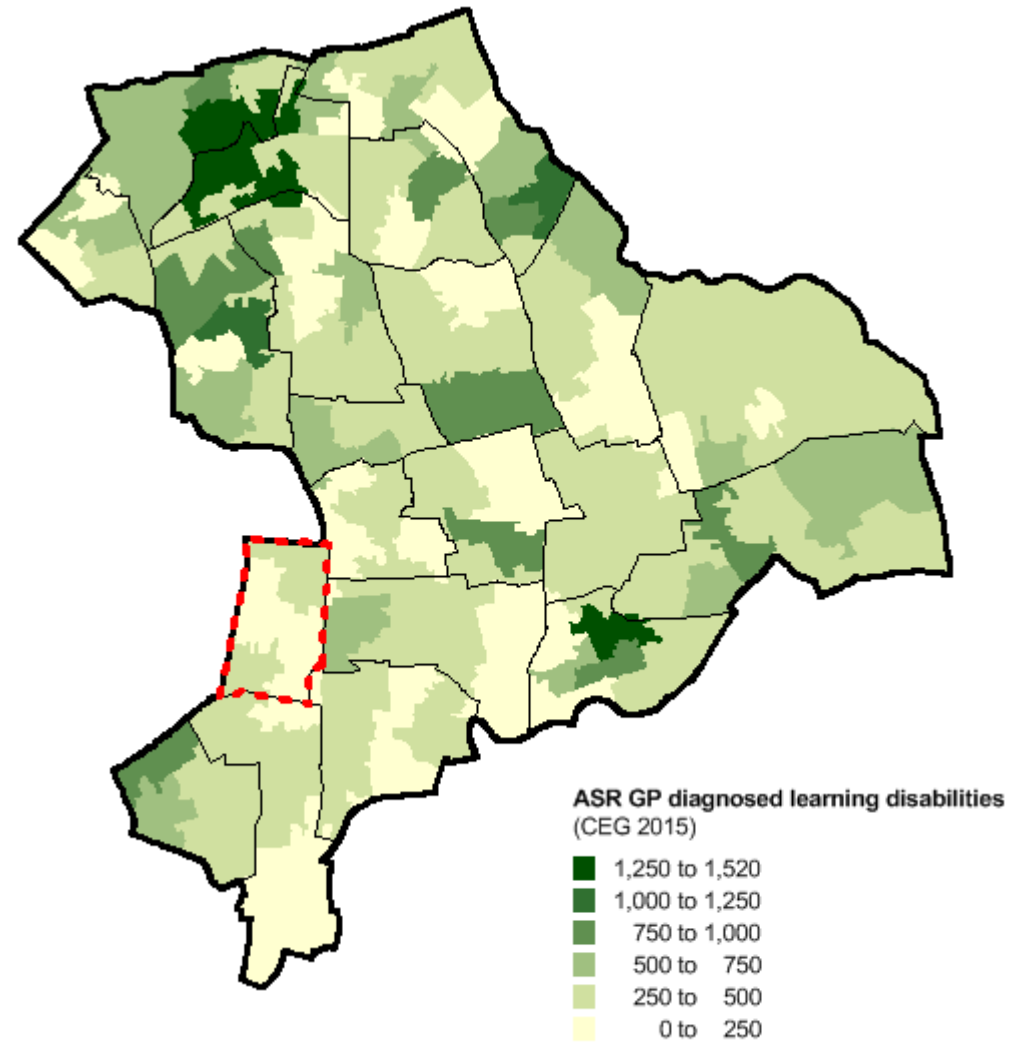 ASR GP diagnosed learning disabilities
(CEG 2015)
1,250 to 1,520
1,000 to 1,250
750 to 1,000
500 to 750
250 to 500
0 to 250